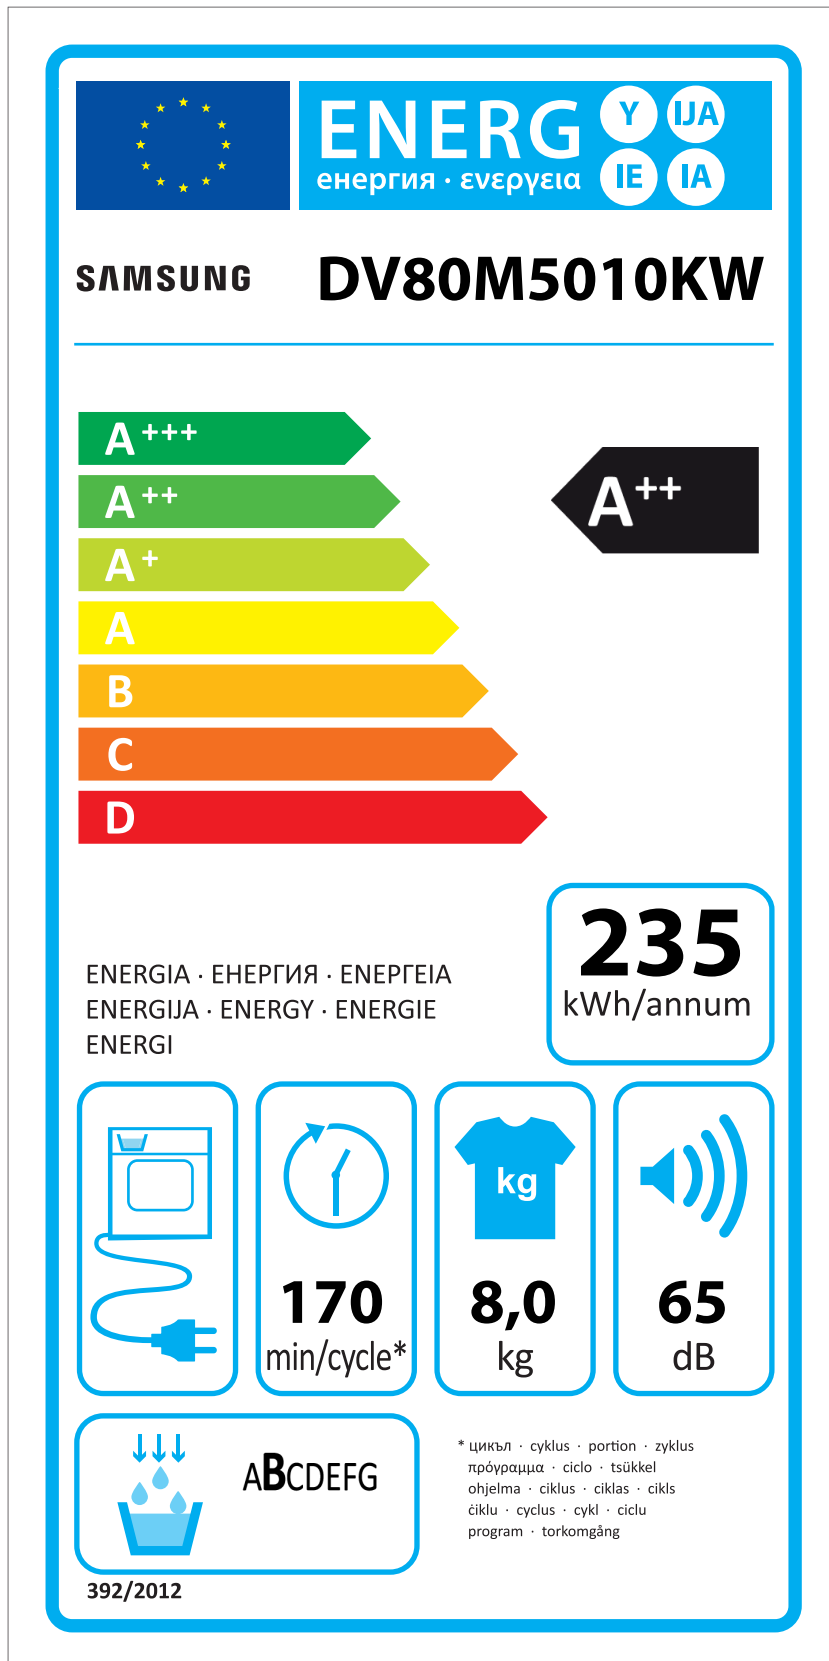 ENERG Y IJA
енергия · ενεργεια IE IA
SAMSUNG DV80M5010KW
A+++
A++
A++
A+
A
B
C
D
235
kWh/annum
ENERGIA · ЕНЕРГИЯ · ΕΝΕΡΓΕΙΑ
ENERGIJA · ENERGY · ENERGIE
ENERGI
kg
170
min/cycle*
8,0
kg
65
dB
ABCDEFG
* цикъл · cyklus · portion · zyklus
πρόγραμμα · ciclo · tsükkel
ohjelma · ciklus · ciklas · cikls
ċiklu · cyclus · cykl · ciclu
program · torkomgång
392/2012